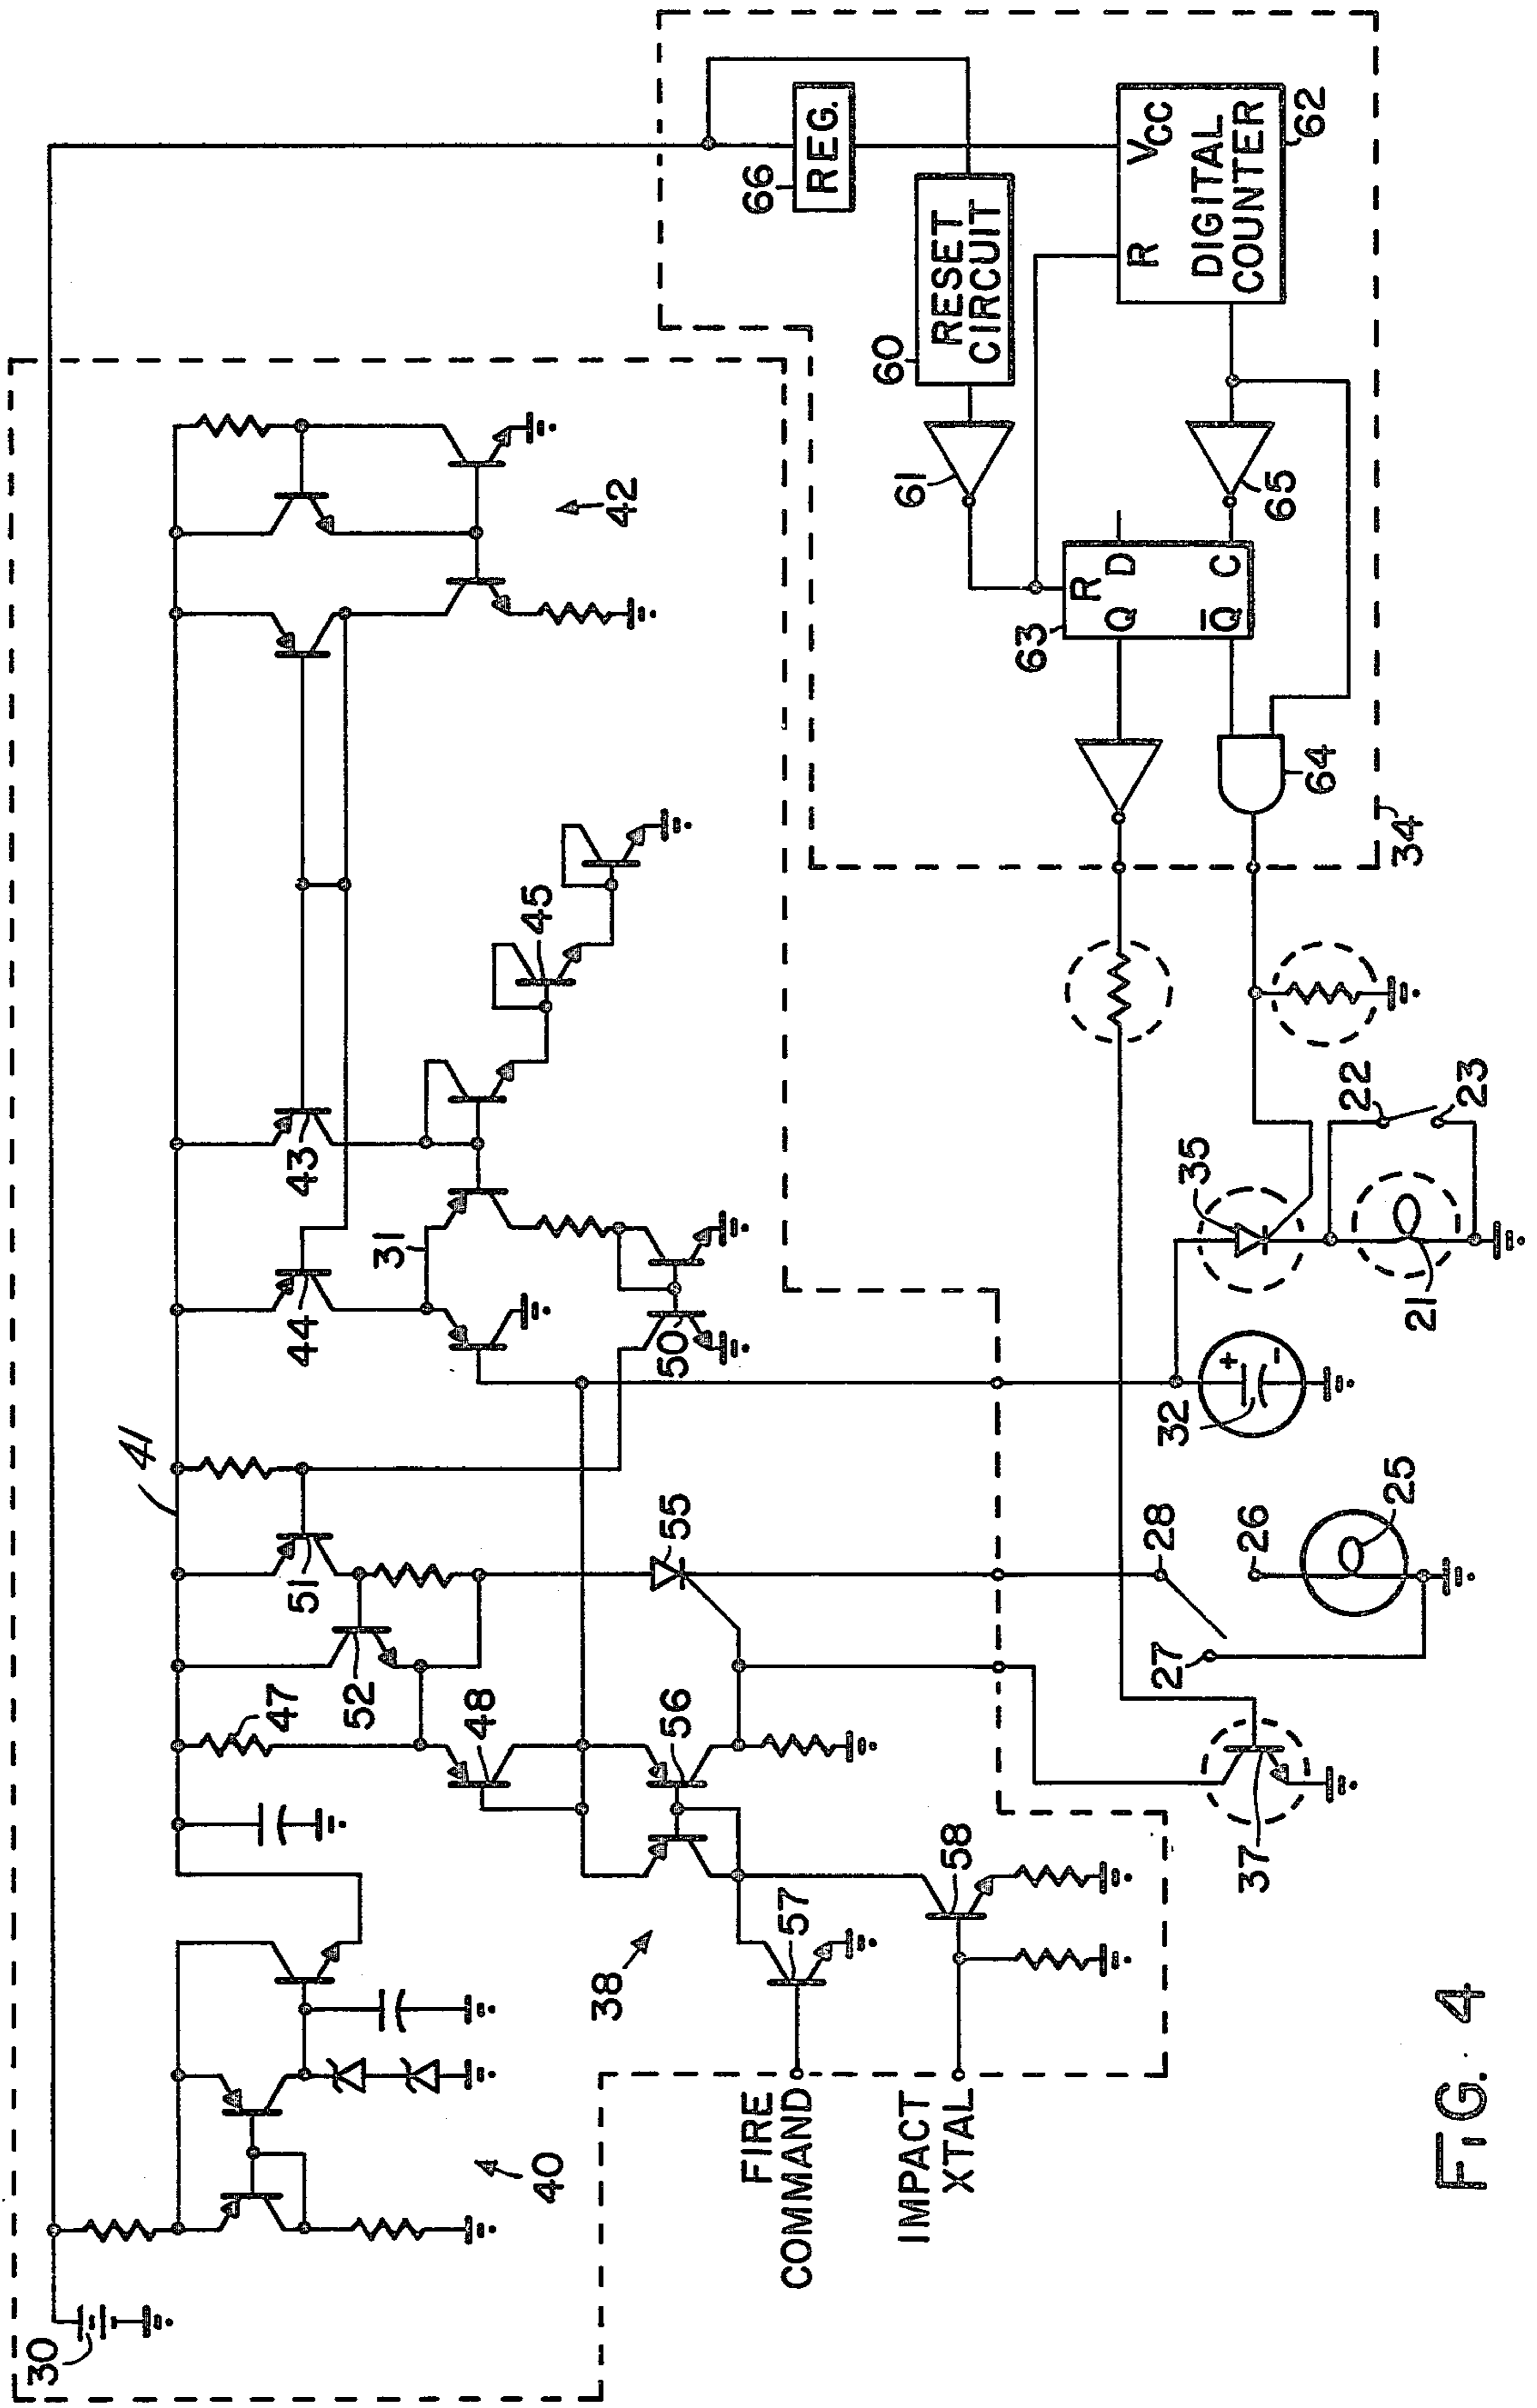 30
40
41
47
52
51
48
38
56
55
57
58
FIRE
COMMAND
IMPACT
XTAL
44
43
31
50
45
42
37
27
28
26
25
32
35
21
22
23
66
REG.
60
RESET
CIRCUIT
61
62
VCC
R
DIGITAL
COUNTER
63
R
D
Q
C
Q̅
65
64
34
+
-
FIG. 4